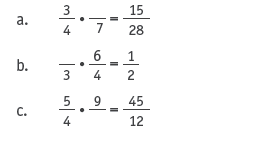 a. 3/4 • /7 = 15/28
b. /3 • 6/4 = 1/2
c. 5/4 • 9/ = 45/12